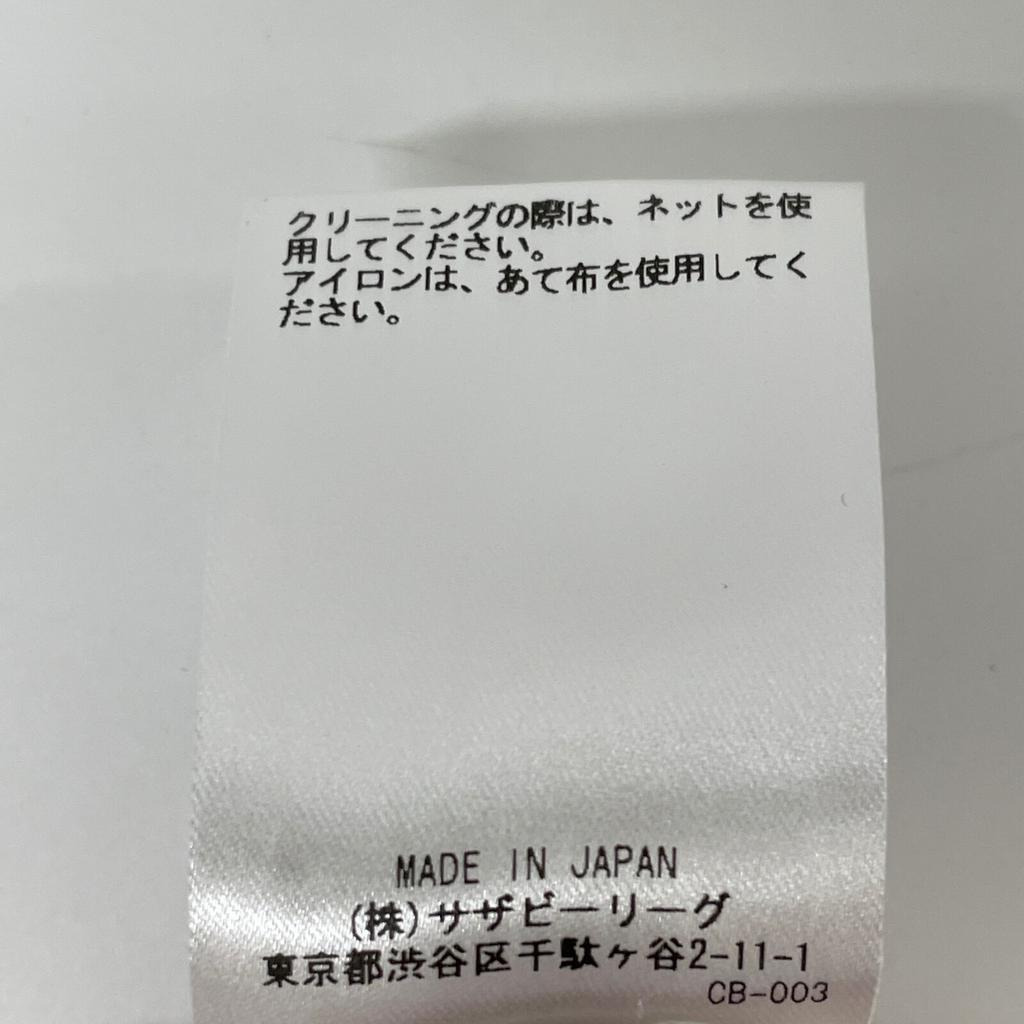 クリーニングの際は、ネットを使
用してください。
アイロンは、あて布を使用してく
ださい。
MADE IN JAPAN
(株)サザビーリーグ
東京都渋谷区千駄ヶ谷2-11-1
CB-003